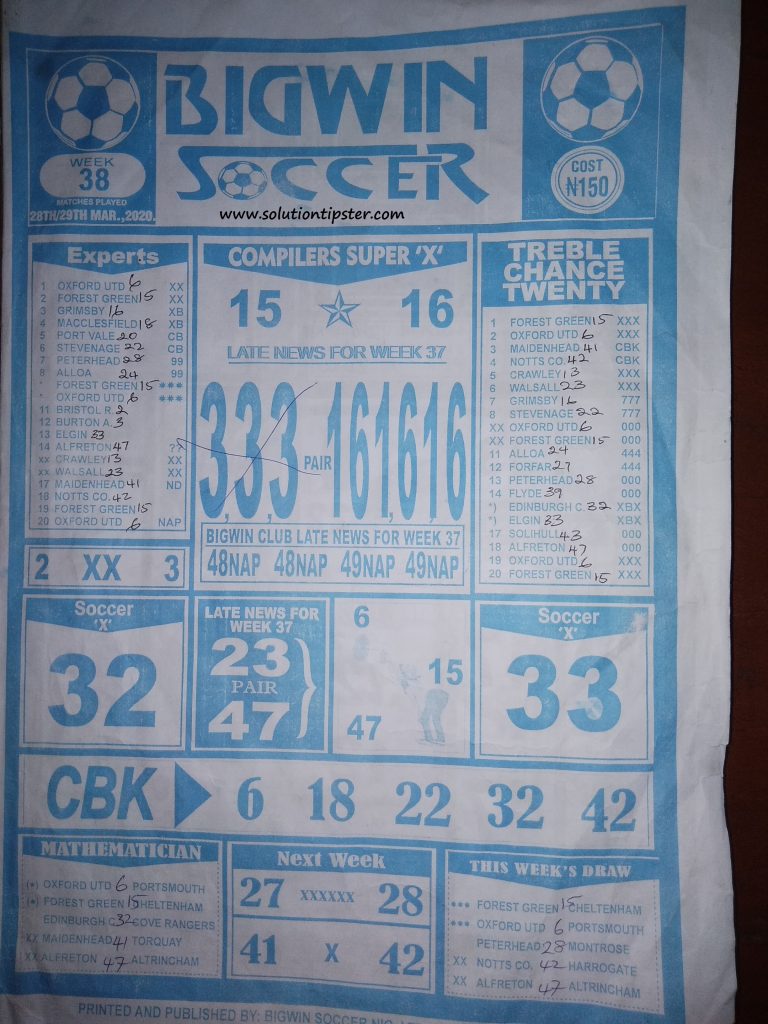 BIGWIN
SOCCER
WEEK
38
MATCHES PLAYED
28TH/29TH MAR.,2020.
COST
₦150
www.solutiontipster.com
Experts
1 OXFORD UTD 6 XX
2 FOREST GREEN 15 XX
3 GRIMSBY 16 XB
4 MACCLESFIELD 18 XB
5 PORT VALE 20 CB
6 STEVENAGE 22 CB
7 PETERHEAD 28 99
8 ALLOA 24 99
FOREST GREEN 15 ***
* OXFORD UTD 6 ***
11 BRISTOL R. 2
12 BURTON A. 3
13 ELGIN 33
14 ALFRETON 47 ??
xx CRAWLEY 13 XX
xx WALSALL 23 XX
17 MAIDENHEAD 41 ND
18 NOTTS CO. 42
19 FOREST GREEN 15
20 OXFORD UTD 6 NAP
2 XX 3
COMPILERS SUPER 'X'
15 16
LATE NEWS FOR WEEK 37
3,3,3 PAIR 16,16,16
BIGWIN CLUB LATE NEWS FOR WEEK 37
48NAP 48NAP 49NAP 49NAP
TREBLE
CHANCE
TWENTY
1 FOREST GREEN 15 XXX
2 OXFORD UTD 6 XXX
3 MAIDENHEAD 41 CBK
4 NOTTS CO. 42 CBK
5 CRAWLEY 13 XXX
6 WALSALL 23 XXX
7 GRIMSBY 16 777
8 STEVENAGE 22 777
XX OXFORD UTD 6 000
XX FOREST GREEN 15 000
11 ALLOA 24 444
12 FORFAR 27 444
13 PETERHEAD 28 000
14 FLYDE 39 000
*) EDINBURGH C. 32 XBX
*) ELGIN 33 XBX
17 SOLIHULL 43 000
18 ALFRETON 47 000
19 OXFORD UTD 6 XXX
20 FOREST GREEN 15 XXX
Soccer
'X'
32
LATE NEWS FOR
WEEK 37
23
PAIR
47
6
15
47
Soccer
'X'
33
CBK 6 18 22 32 42
MATHEMATICIAN
(*) OXFORD UTD 6 PORTSMOUTH
(*) FOREST GREEN 15 CHELTENHAM
EDINBURGH C. 32 COVE RANGERS
XX MAIDENHEAD 41 TORQUAY
XX ALFRETON 47 ALTRINCHAM
Next Week
27 XXXXXX 28
41 X 42
THIS WEEK'S DRAW
*** FOREST GREEN 15 CHELTENHAM
*** OXFORD UTD 6 PORTSMOUTH
PETERHEAD 28 MONTROSE
XX NOTTS CO. 42 HARROGATE
XX ALFRETON 47 ALTRINCHAM
PRINTED AND PUBLISHED BY: BIGWIN SOCCER NIG.